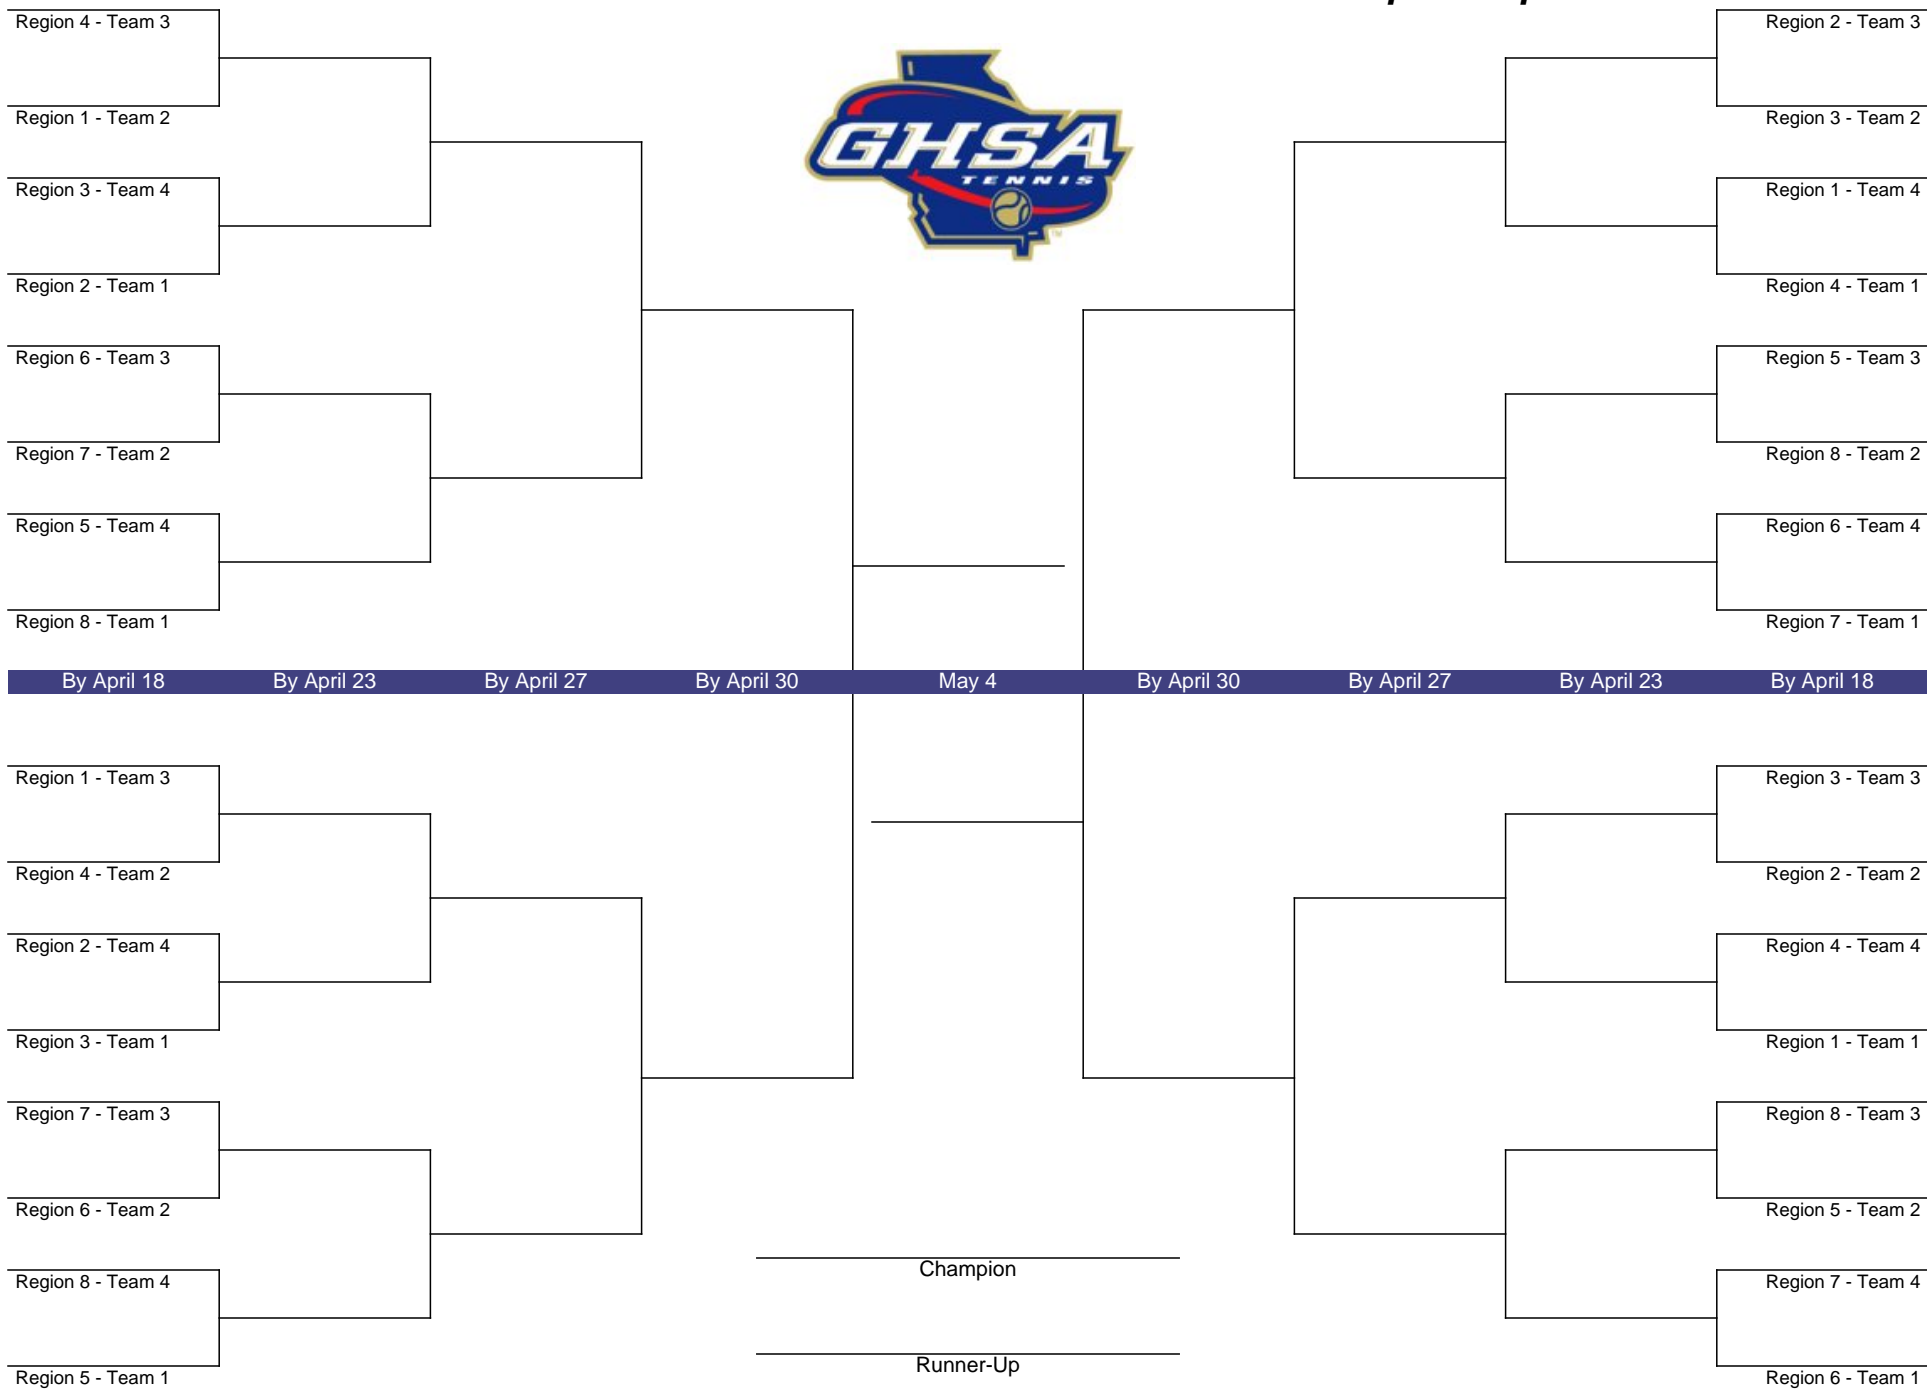 Region 4 - Team 3
Region 1 - Team 2
Region 3 - Team 4
Region 2 - Team 1
Region 6 - Team 3
Region 7 - Team 2
Region 5 - Team 4
Region 8 - Team 1
GHSA
TENNIS
TM
Region 2 - Team 3
Region 3 - Team 2
Region 1 - Team 4
Region 4 - Team 1
Region 5 - Team 3
Region 8 - Team 2
Region 6 - Team 4
Region 7 - Team 1
By April 18 By April 23 By April 27 By April 30 May 4 By April 30 By April 27 By April 23 By April 18
Region 1 - Team 3
Region 4 - Team 2
Region 2 - Team 4
Region 3 - Team 1
Region 7 - Team 3
Region 6 - Team 2
Region 8 - Team 4
Region 5 - Team 1
Champion
Runner-Up
Region 3 - Team 3
Region 2 - Team 2
Region 4 - Team 4
Region 1 - Team 1
Region 8 - Team 3
Region 5 - Team 2
Region 7 - Team 4
Region 6 - Team 1